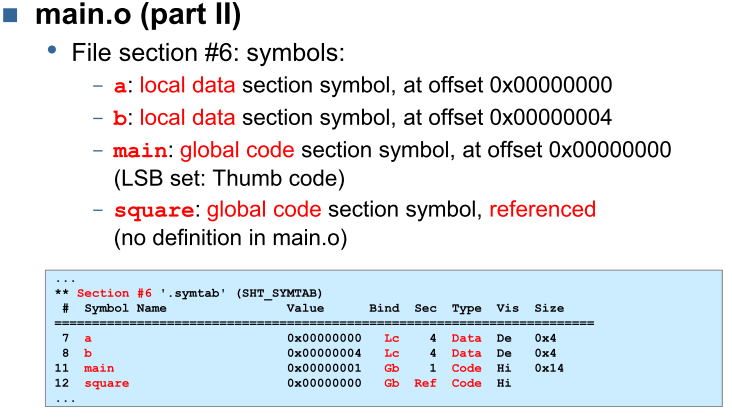 ■ main.o (part II)
• File section #6: symbols:
– a: local data section symbol, at offset 0x00000000
– b: local data section symbol, at offset 0x00000004
– main: global code section symbol, at offset 0x00000000
(LSB set: Thumb code)
– square: global code section symbol, referenced
(no definition in main.o)
...
** Section #6 '.symtab' (SHT_SYMTAB)
# Symbol Name Value Bind Sec Type Vis Size
========================================================================
7 a 0x00000000 Lc 4 Data De 0x4
8 b 0x00000004 Lc 4 Data De 0x4
11 main 0x00000001 Gb 1 Code Hi 0x14
12 square 0x00000000 Gb Ref Code Hi
...